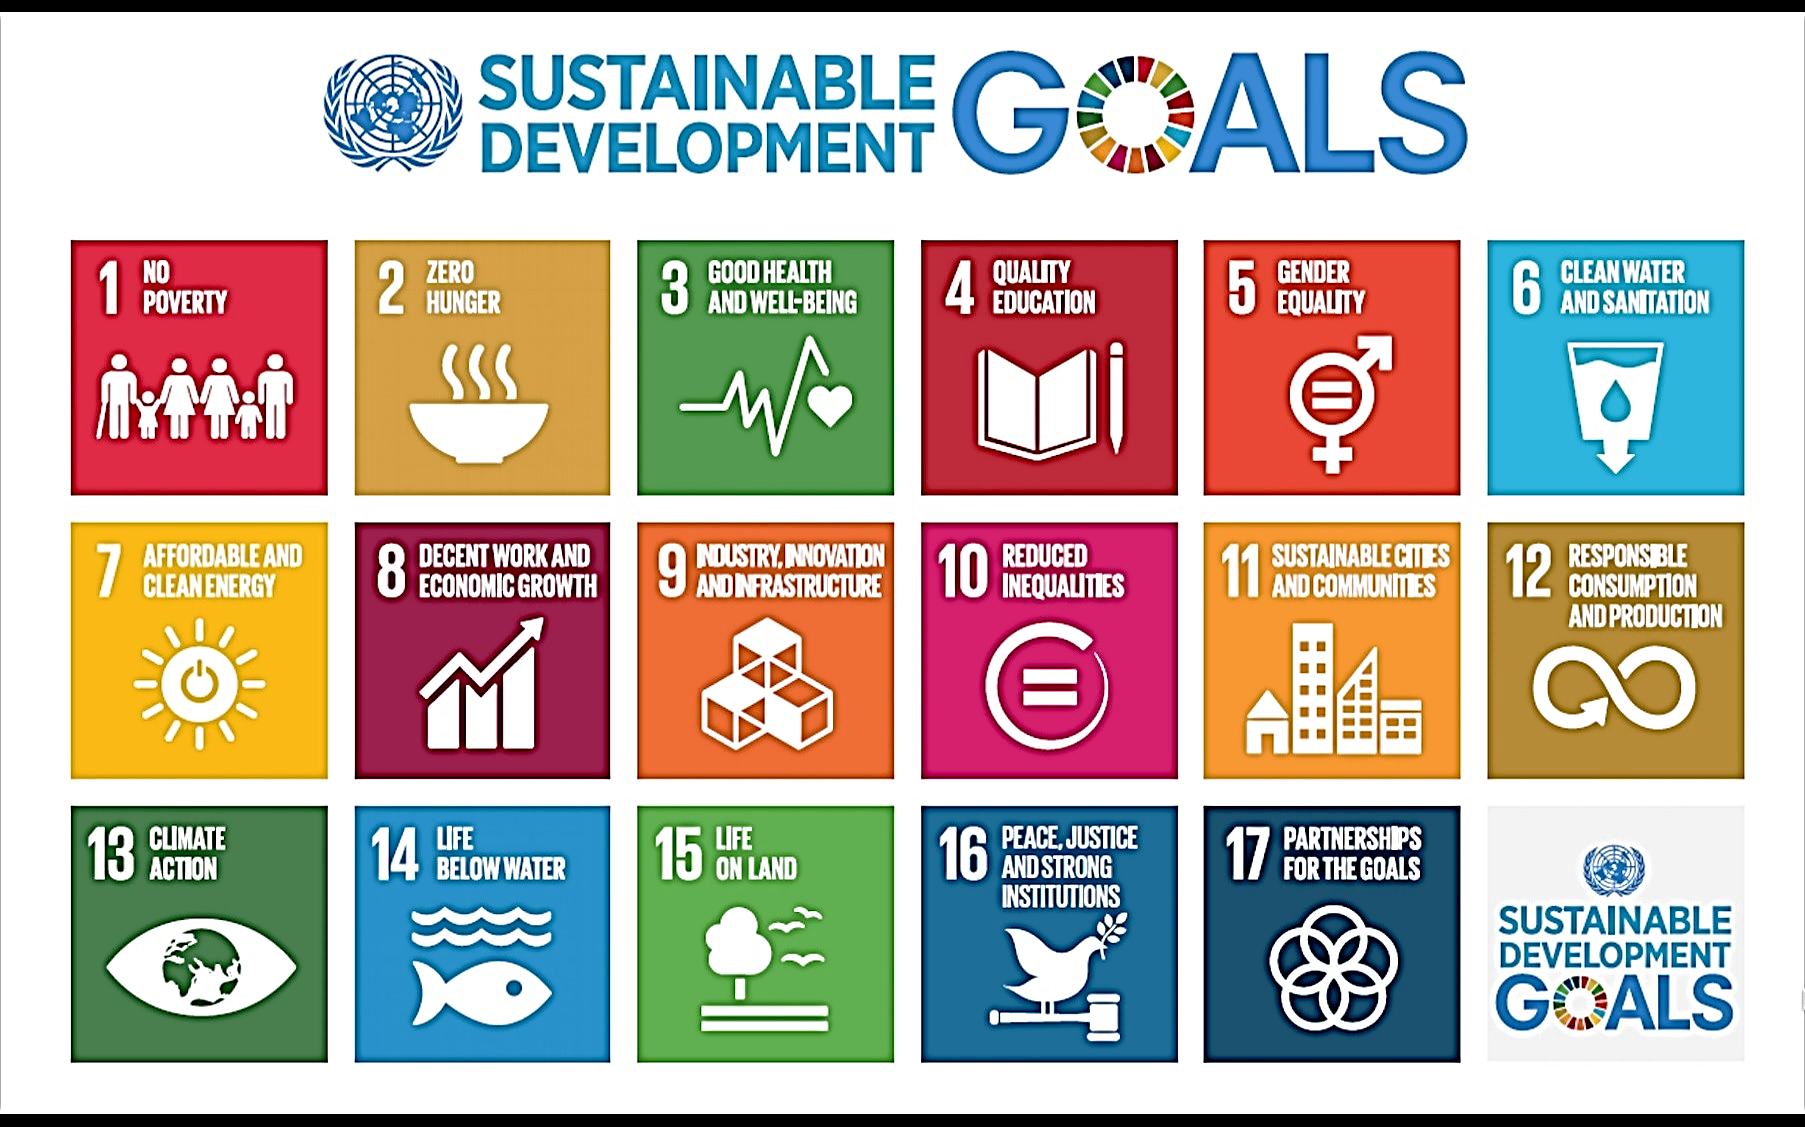 SUSTAINABLE
DEVELOPMENT
GOALS
1 NO
POVERTY
2 ZERO
HUNGER
3 GOOD HEALTH
AND WELL-BEING
4 QUALITY
EDUCATION
5 GENDER
EQUALITY
6 CLEAN WATER
AND SANITATION
7 AFFORDABLE AND
CLEAN ENERGY
8 DECENT WORK AND
ECONOMIC GROWTH
9 INDUSTRY, INNOVATION
AND INFRASTRUCTURE
10 REDUCED
INEQUALITIES
11 SUSTAINABLE CITIES
AND COMMUNITIES
12 RESPONSIBLE
CONSUMPTION
AND PRODUCTION
13 CLIMATE
ACTION
14 LIFE
BELOW WATER
15 LIFE
ON LAND
16 PEACE, JUSTICE
AND STRONG
INSTITUTIONS
17 PARTNERSHIPS
FOR THE GOALS
SUSTAINABLE
DEVELOPMENT
GOALS